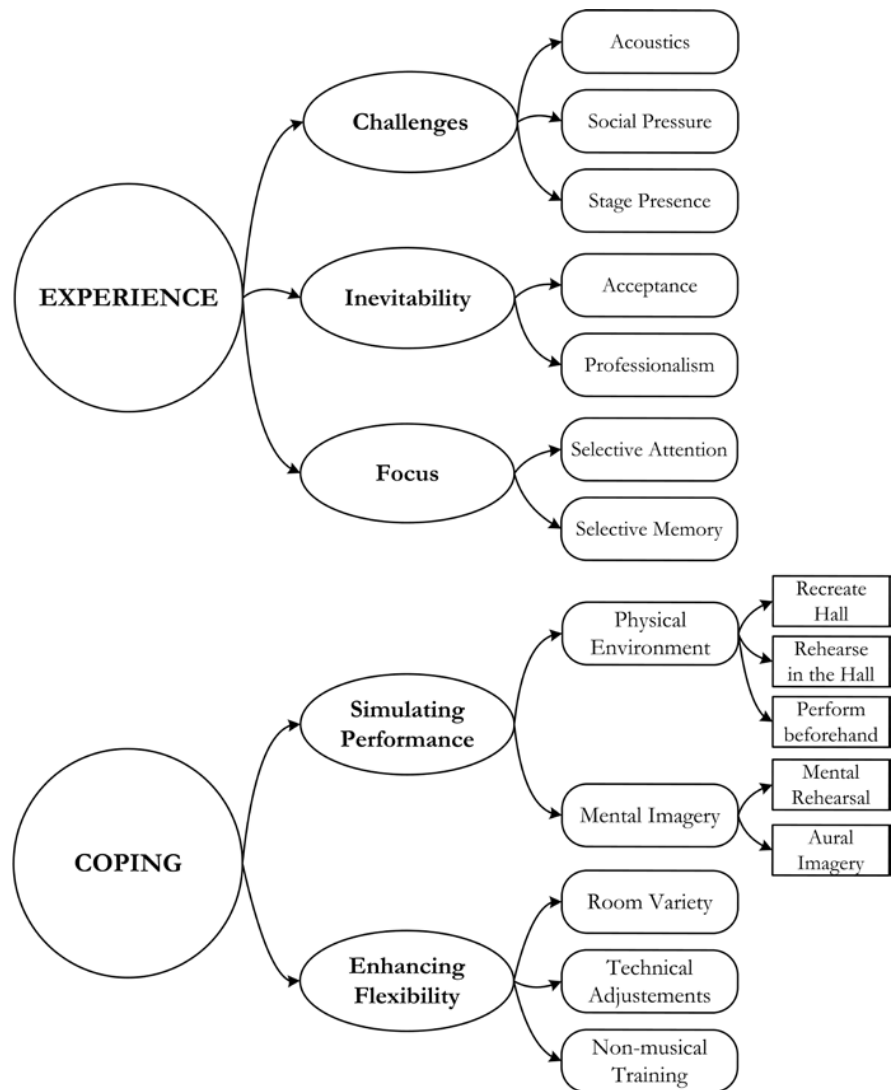 EXPERIENCE
Challenges
Acoustics
Social Pressure
Stage Presence
Inevitability
Acceptance
Professionalism
Focus
Selective Attention
Selective Memory
COPING
Simulating
Performance
Physical
Environment
Recreate
Hall
Rehearse
in the Hall
Perform
beforehand
Mental Imagery
Mental
Rehearsal
Aural
Imagery
Enhancing
Flexibility
Room Variety
Technical
Adjustements
Non-musical
Training